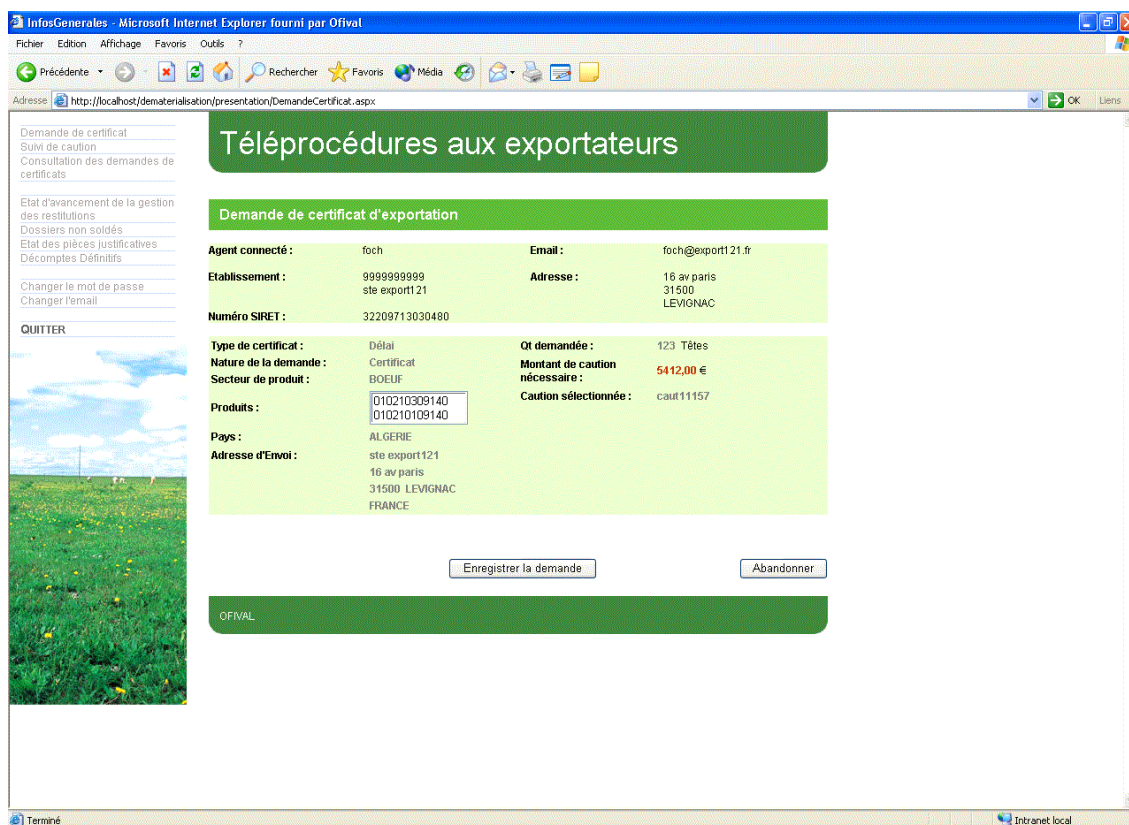 InfosGenerales - Microsoft Internet Explorer fourni par Ofival
Fichier Edition Affichage Favoris Outils ?
Précédente Rechercher Favoris Média
Adresse http://localhost/dematerialisation/presentation/DemandeCertificat.aspx OK Liens
Demande de certificat
Suivi de caution
Consultation des demandes de
certificats
Etat d'avancement de la gestion
des restitutions
Dossiers non soldés
Etat des pièces justificatives
Décomptes Définitifs
Changer le mot de passe
Changer l'email
QUITTER
Téléprocédures aux exportateurs
Demande de certificat d'exportation
Agent connecté : foch Email : foch@export121.fr
Etablissement : 9999999999 Adresse : 16 av paris
ste export121 31500
LEVIGNAC
Numéro SIRET : 32209713030480
Type de certificat : Délai Qt demandée : 123 Têtes
Nature de la demande : Certificat Montant de caution
nécessaire : 5412,00 €
Secteur de produit : BOEUF
Caution sélectionnée : caut11157
Produits : 010210309140
010210109140
Pays : ALGERIE
Adresse d'Envoi : ste export121
16 av paris
31500 LEVIGNAC
FRANCE
Enregistrer la demande Abandonner
OFIVAL
Terminé Intranet local